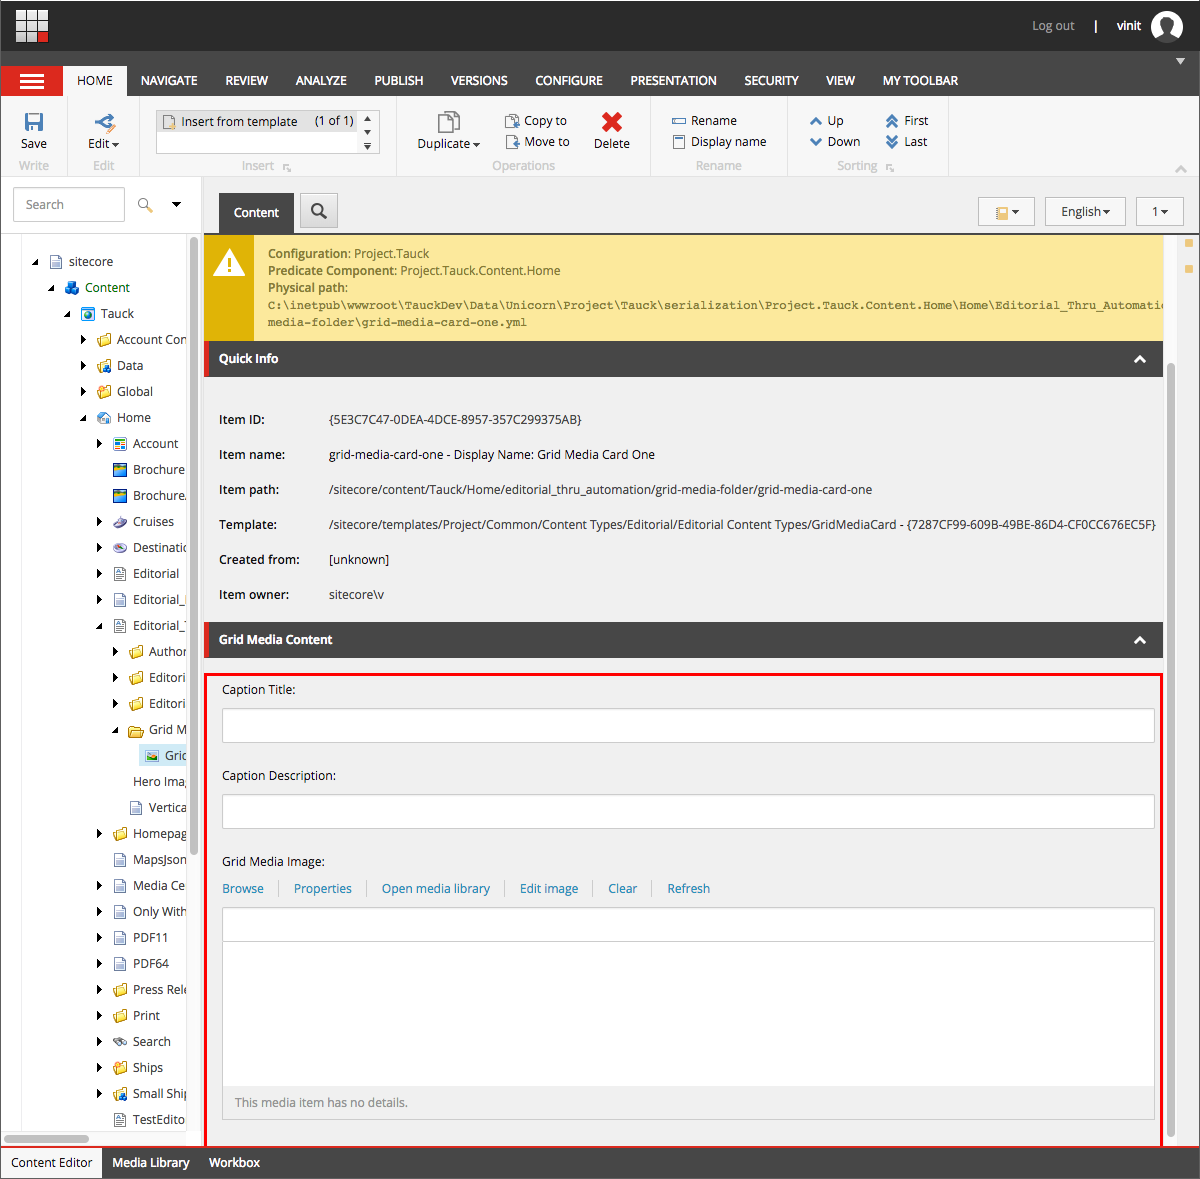 Log out | vinit
HOME NAVIGATE REVIEW ANALYZE PUBLISH VERSIONS CONFIGURE PRESENTATION SECURITY VIEW MY TOOLBAR
Save
Write
Edit
Edit
Insert from template (1 of 1)
Insert
Duplicate
Copy to
Move to
Delete
Operations
Rename
Display name
Rename
Up
Down
First
Last
Sorting
Search
Content
English
1
sitecore
Content
Tauck
Account Con
Data
Global
Home
Account
Brochure
Brochure
Cruises
Destinatio
Editorial
Editorial_
Editorial_
Author
Editori
Editori
Grid M
Grid
Hero Ima
Vertica
Homepag
MapsJson
Media Ce
Only With
PDF11
PDF64
Press Rele
Print
Search
Ships
Small Ship
TestEdito
Configuration: Project.Tauck
Predicate Component: Project.Tauck.Content.Home
Physical path:
C:\inetpub\wwwroot\TauckDev\Data\Unicorn\Project\Tauck\serialization\Project.Tauck.Content.Home\Home\Editorial_Thru_Automatio
media-folder\grid-media-card-one.yml
Quick Info
Item ID: {5E3C7C47-0DEA-4DCE-8957-357C299375AB}
Item name: grid-media-card-one - Display Name: Grid Media Card One
Item path: /sitecore/content/Tauck/Home/editorial_thru_automation/grid-media-folder/grid-media-card-one
Template: /sitecore/templates/Project/Common/Content Types/Editorial/Editorial Content Types/GridMediaCard - {7287CF99-609B-49BE-86D4-CF0CC676EC5F}
Created from: [unknown]
Item owner: sitecore\v
Grid Media Content
Caption Title:
Caption Description:
Grid Media Image:
Browse Properties Open media library Edit image Clear Refresh
This media item has no details.
Content Editor Media Library Workbox